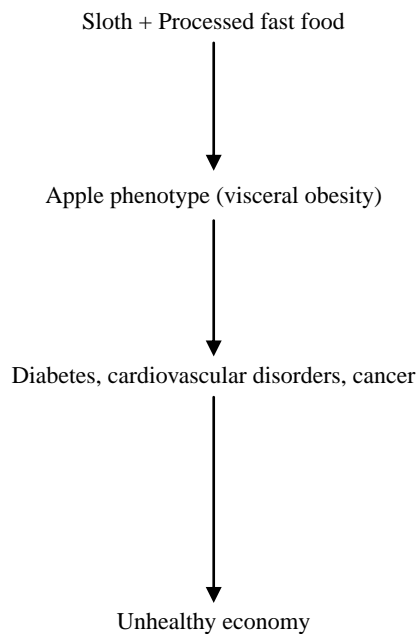 Sloth + Processed fast food
Apple phenotype (visceral obesity)
Diabetes, cardiovascular disorders, cancer
Unhealthy economy